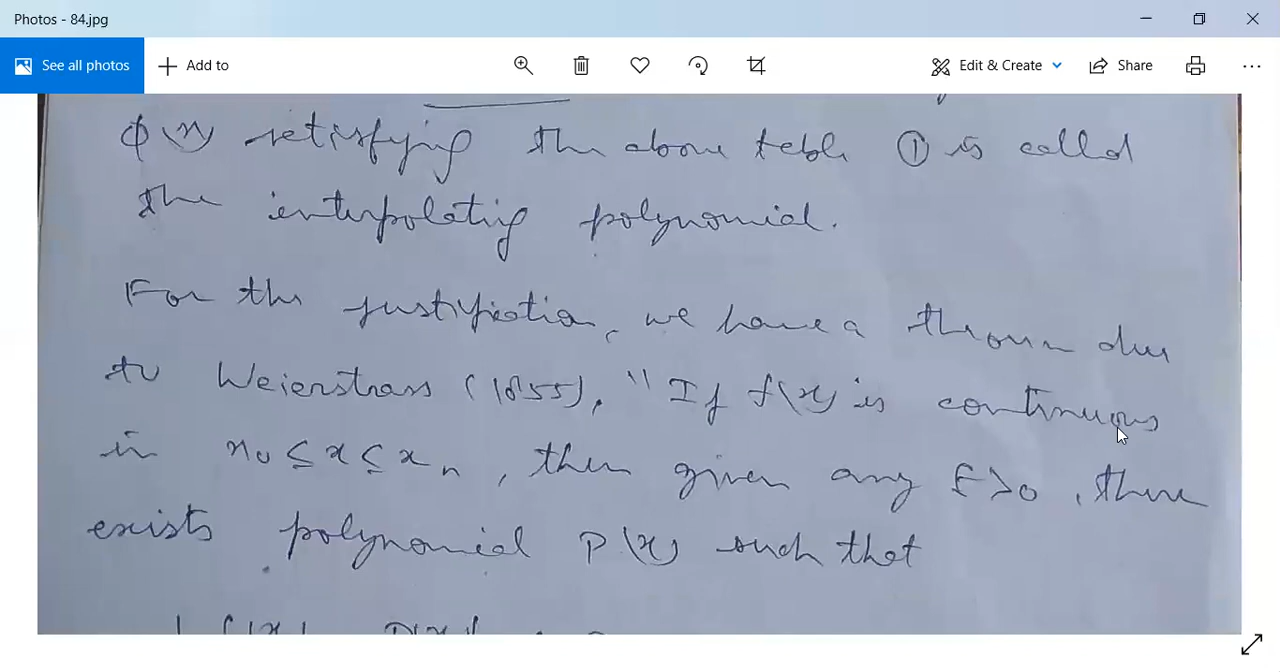 Photos - 84.jpg
See all photos
Add to
Edit & Create
Share
ϕ(x) satisfying the above table ① is called
the interpolating polynomial.
For the justification, we have a theorem due
to Weierstrass (1855), "If f(x) is continuous
in x₀ ≤ x ≤ xₙ, then given any ε>0, there
exists polynomial P(x) such that